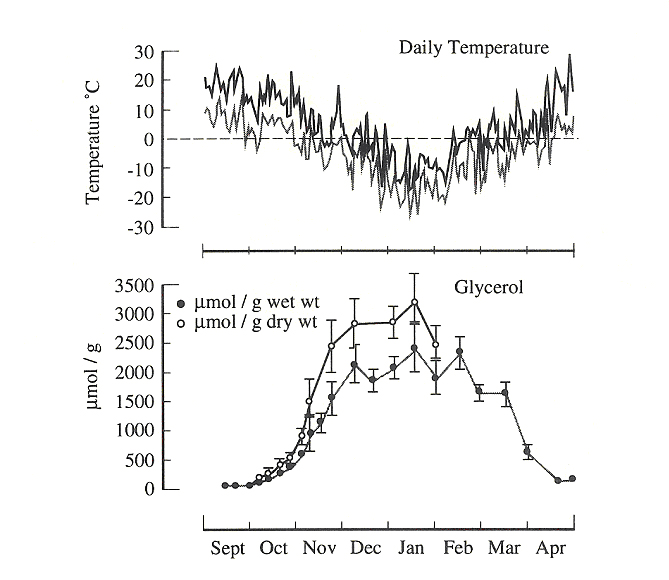 Daily Temperature
30
20
10
0
-10
-20
-30
Temperature °C
Glycerol
3500
3000
2500
2000
1500
1000
500
0
µmol / g
µmol / g wet wt
µmol / g dry wt
Sept Oct Nov Dec Jan Feb Mar Apr